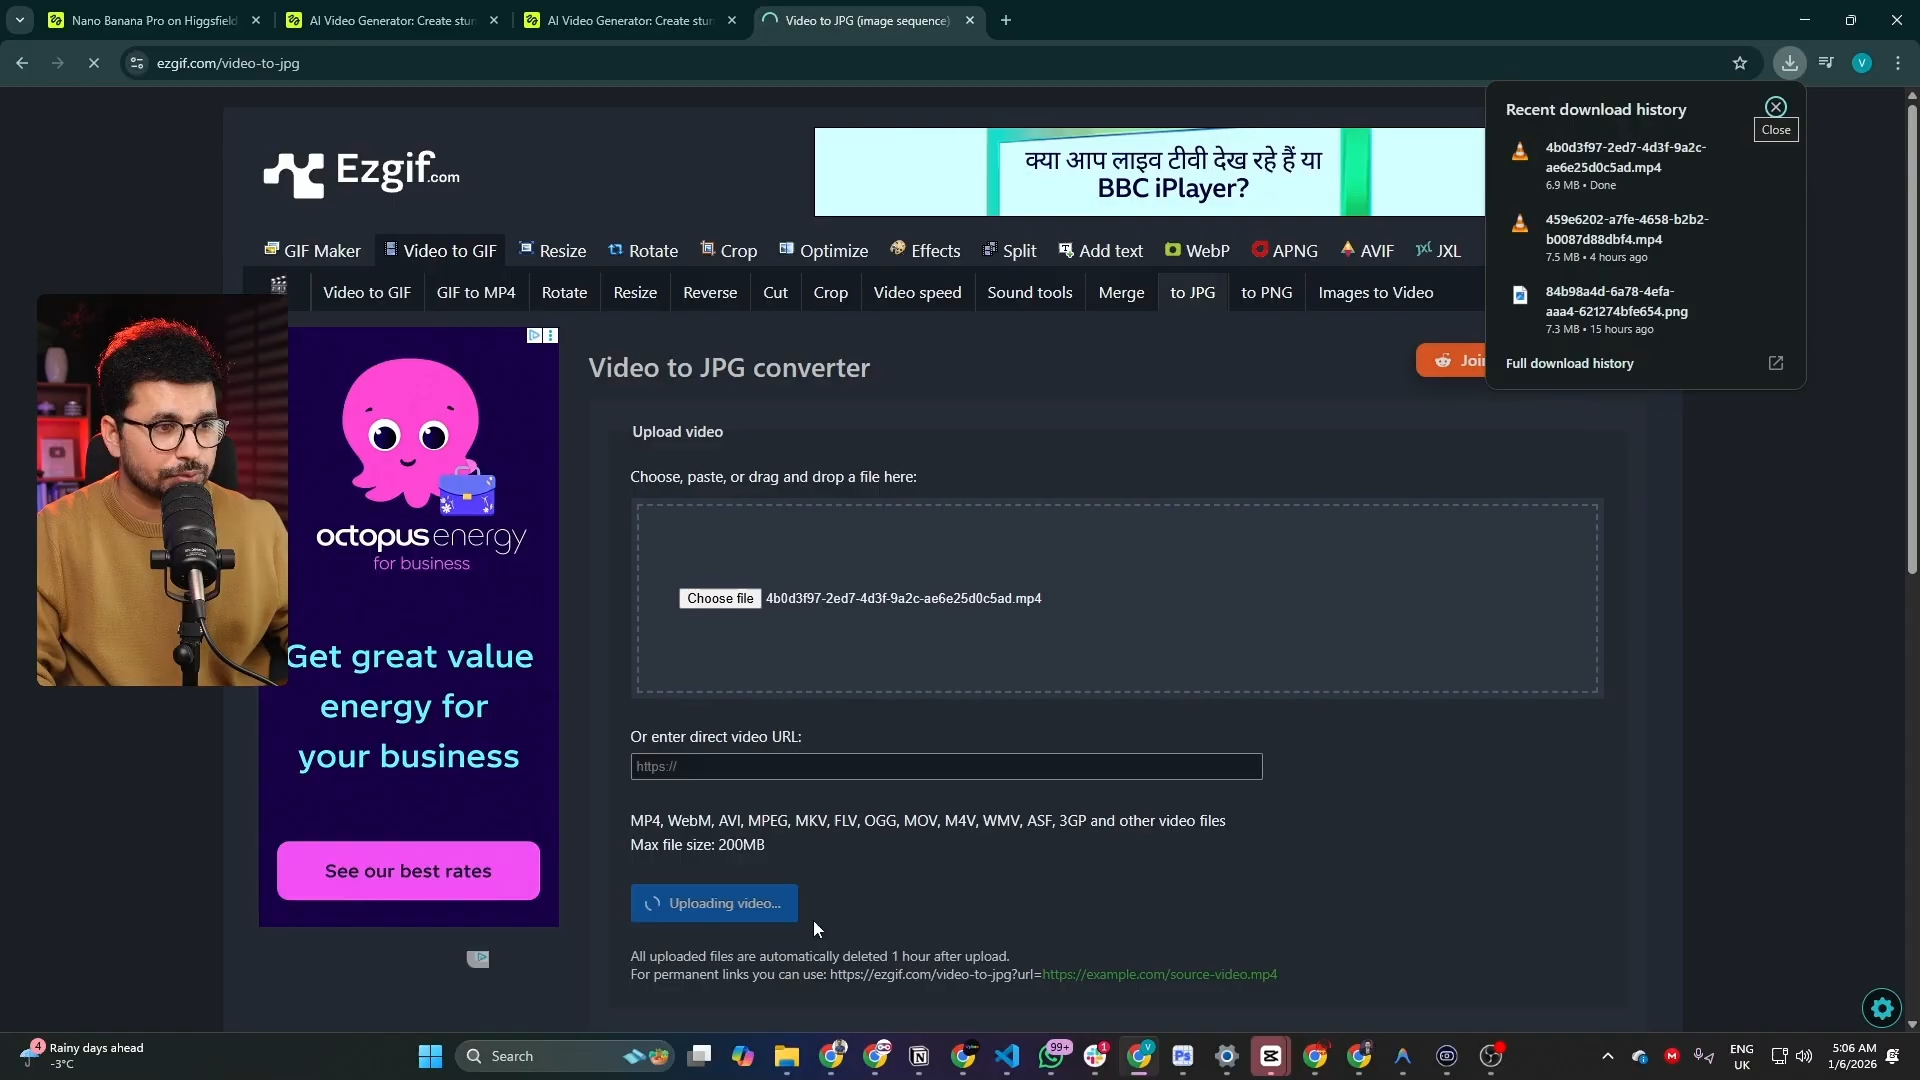 Nano Banana Pro on Higgsfield
AI Video Generator: Create stun
AI Video Generator: Create stun
Video to JPG (image sequence)
ezgif.com/video-to-jpg
V
Recent download history
Close
4b0d3f97-2ed7-4d3f-9a2c-
ae6e25d0c5ad.mp4
6.9 MB • Done
459e6202-a7fe-4658-b2b2-
b0087d88dbf4.mp4
7.5 MB • 4 hours ago
84b98a4d-6a78-4efa-
aaa4-621274bfe654.png
7.3 MB • 15 hours ago
Full download history
Ezgif.com
क्या आप लाइव टीवी देख रहे हैं या
BBC iPlayer?
GIF Maker
Video to GIF
Resize
Rotate
Crop
Optimize
Effects
Split
Add text
WebP
APNG
AVIF
JXL
Video to GIF
GIF to MP4
Rotate
Resize
Reverse
Cut
Crop
Video speed
Sound tools
Merge
to JPG
to PNG
Images to Video
octopus energy
for business
Get great value
energy for
your business
See our best rates
Video to JPG converter
Joi
Upload video
Choose, paste, or drag and drop a file here:
Choose file 4b0d3f97-2ed7-4d3f-9a2c-ae6e25d0c5ad.mp4
Or enter direct video URL:
https://
MP4, WebM, AVI, MPEG, MKV, FLV, OGG, MOV, M4V, WMV, ASF, 3GP and other video files
Max file size: 200MB
Uploading video...
All uploaded files are automatically deleted 1 hour after upload.
For permanent links you can use: https://ezgif.com/video-to-jpg?url=https://example.com/source-video.mp4
4
Rainy days ahead
-3°C
Search
99+
1
V
Ps
ENG
UK
5:06 AM
1/6/2026